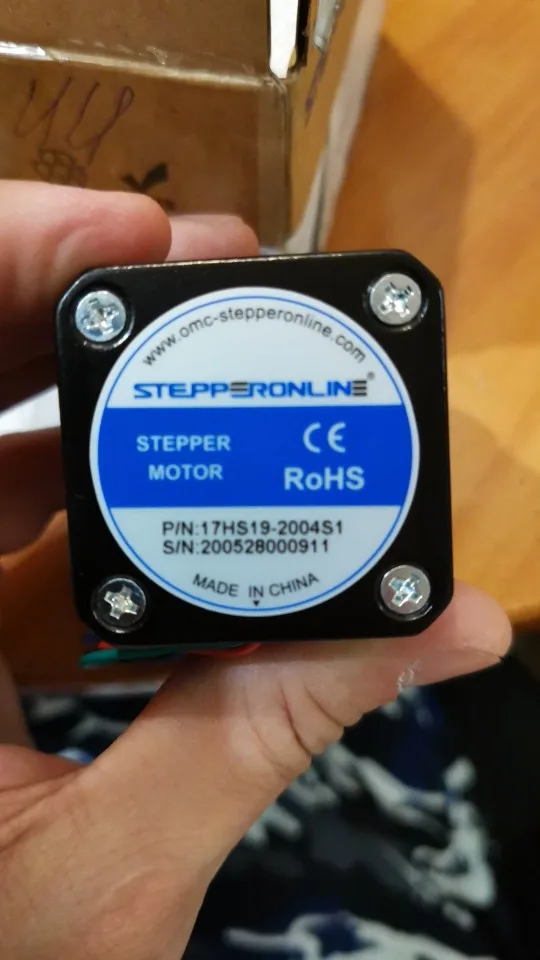 www.omc-stepperonline.com
STEPPERONLINE®
STEPPER
MOTOR
CE
RoHS
P/N:17HS19-2004S1
S/N:200528000911
MADE IN CHINA